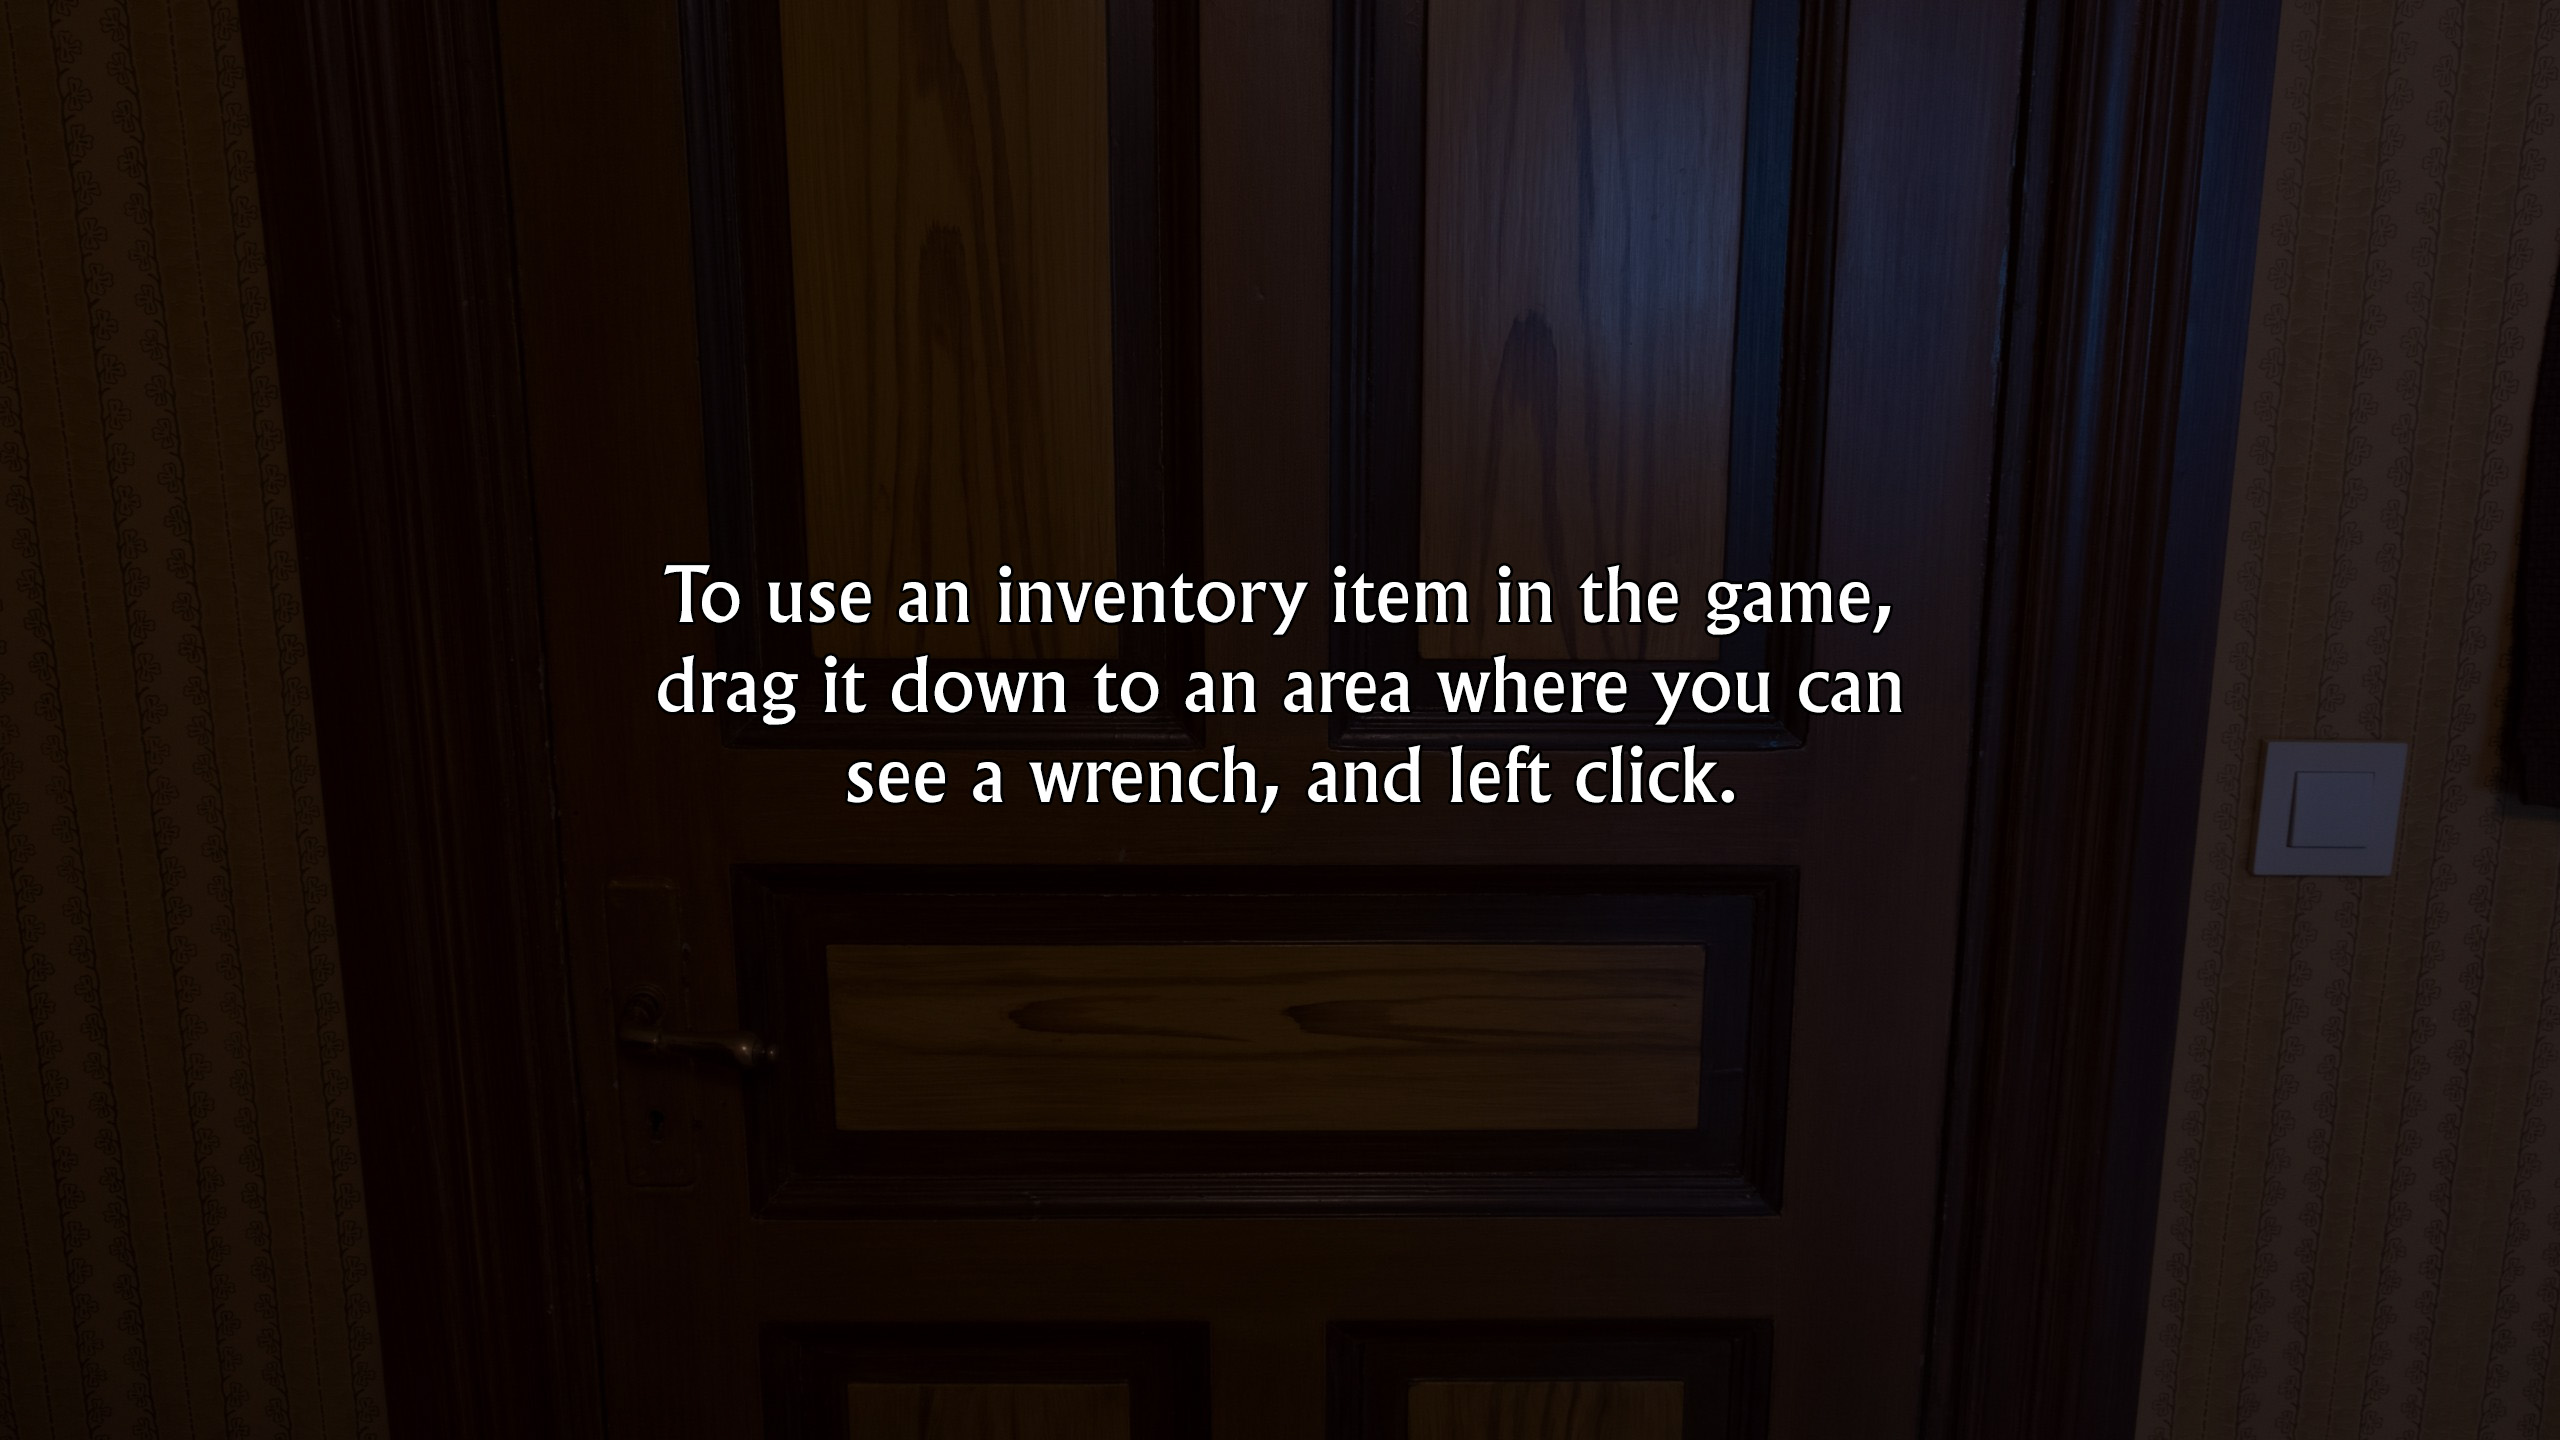 To use an inventory item in the game,
drag it down to an area where you can
see a wrench, and left click.